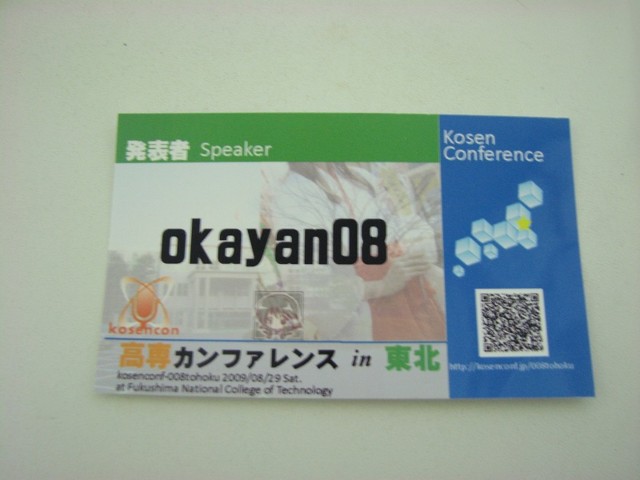 発表者 Speaker
Kosen
Conference
okayan08
kosencon
高専カンファレンス in 東北
kosenconf-008tohoku 2009/08/29 Sat.
at Fukushima National College of Technology
http://kosenconf.jp/008tohoku